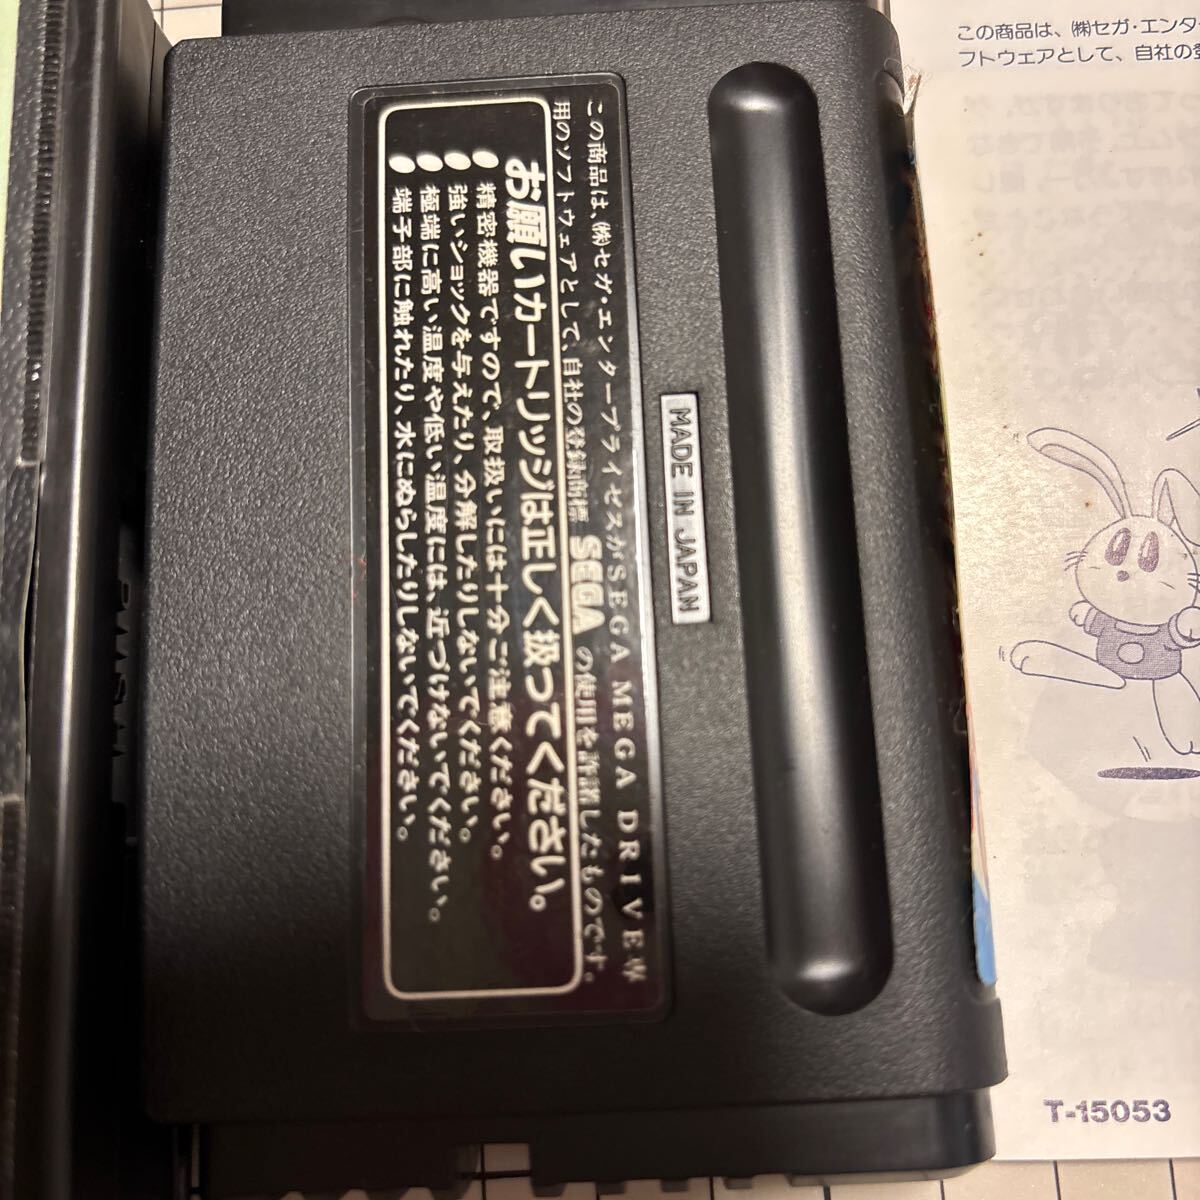 この商品は、㈱セガ・エンタープライゼスがSEGA MEGA DRIVE専
用のソフトウェアとして、自社の登録商標 SEGA の使用を許諾したものです。
お願いカートリッジは正しく扱ってください。
●精密機器ですので、取扱いには十分ご注意ください。
●強いショックを与えたり、分解したりしないでください。
●極端に高い温度や低い温度には、近づけないでください。
●端子部に触れたり、水にぬらしたりしないでください。
MADE IN JAPAN
この商品は、㈱セガ・エンタ
フトウェアとして、自社の登
T-15053